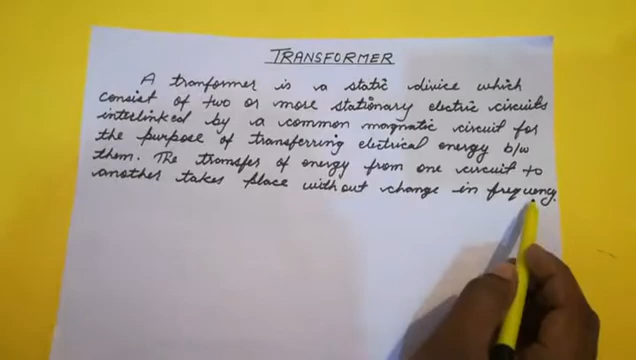 TRANSFORMER
A tranformer is a static divice which
consist of two or more stationary electric circuits
interlinked by a common magnatic circuit for
the purpose of transferring electrical energy b/w
them. The transfer of energy from one circuit to
another takes place without change in frequency.